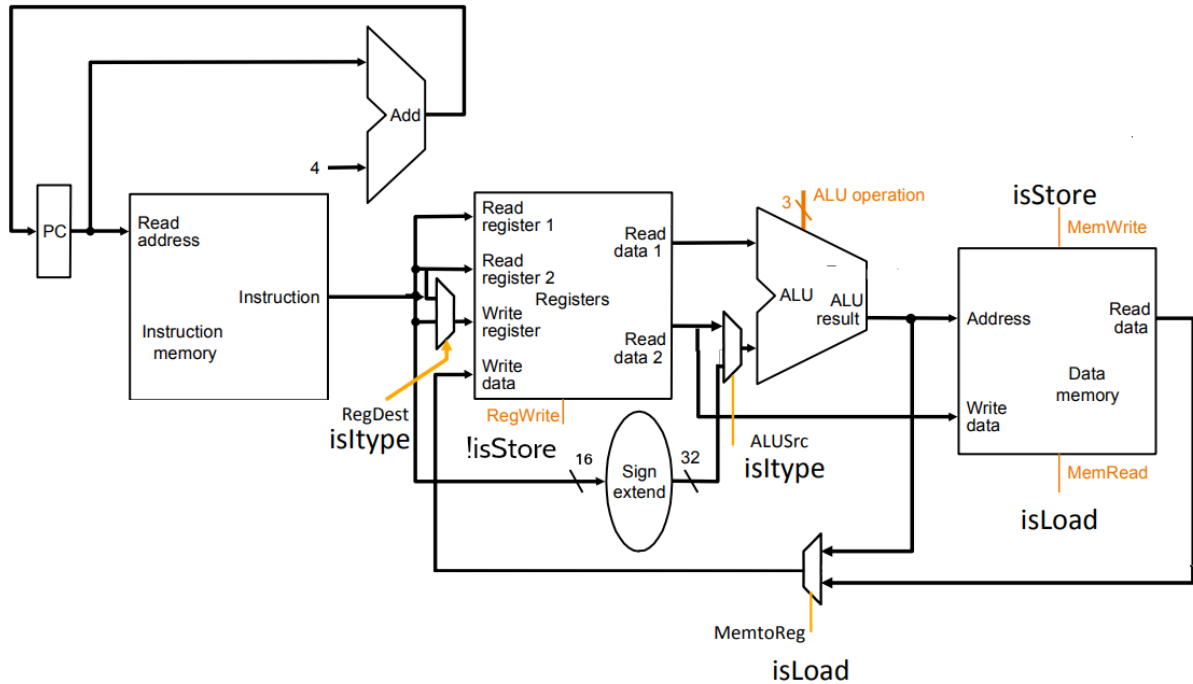 Add
4
PC
Read
address
Instruction
Instruction
memory
Read
register 1
Read
register 2
Write
register
Write
data
Registers
Read
data 1
Read
data 2
RegWrite
!isStore
RegDest
isItype
16
Sign
extend
32
3
ALU operation
ALU
ALU
result
ALUSrc
isItype
isStore
MemWrite
Address
Read
data
Data
memory
Write
data
MemRead
isLoad
MemtoReg
isLoad